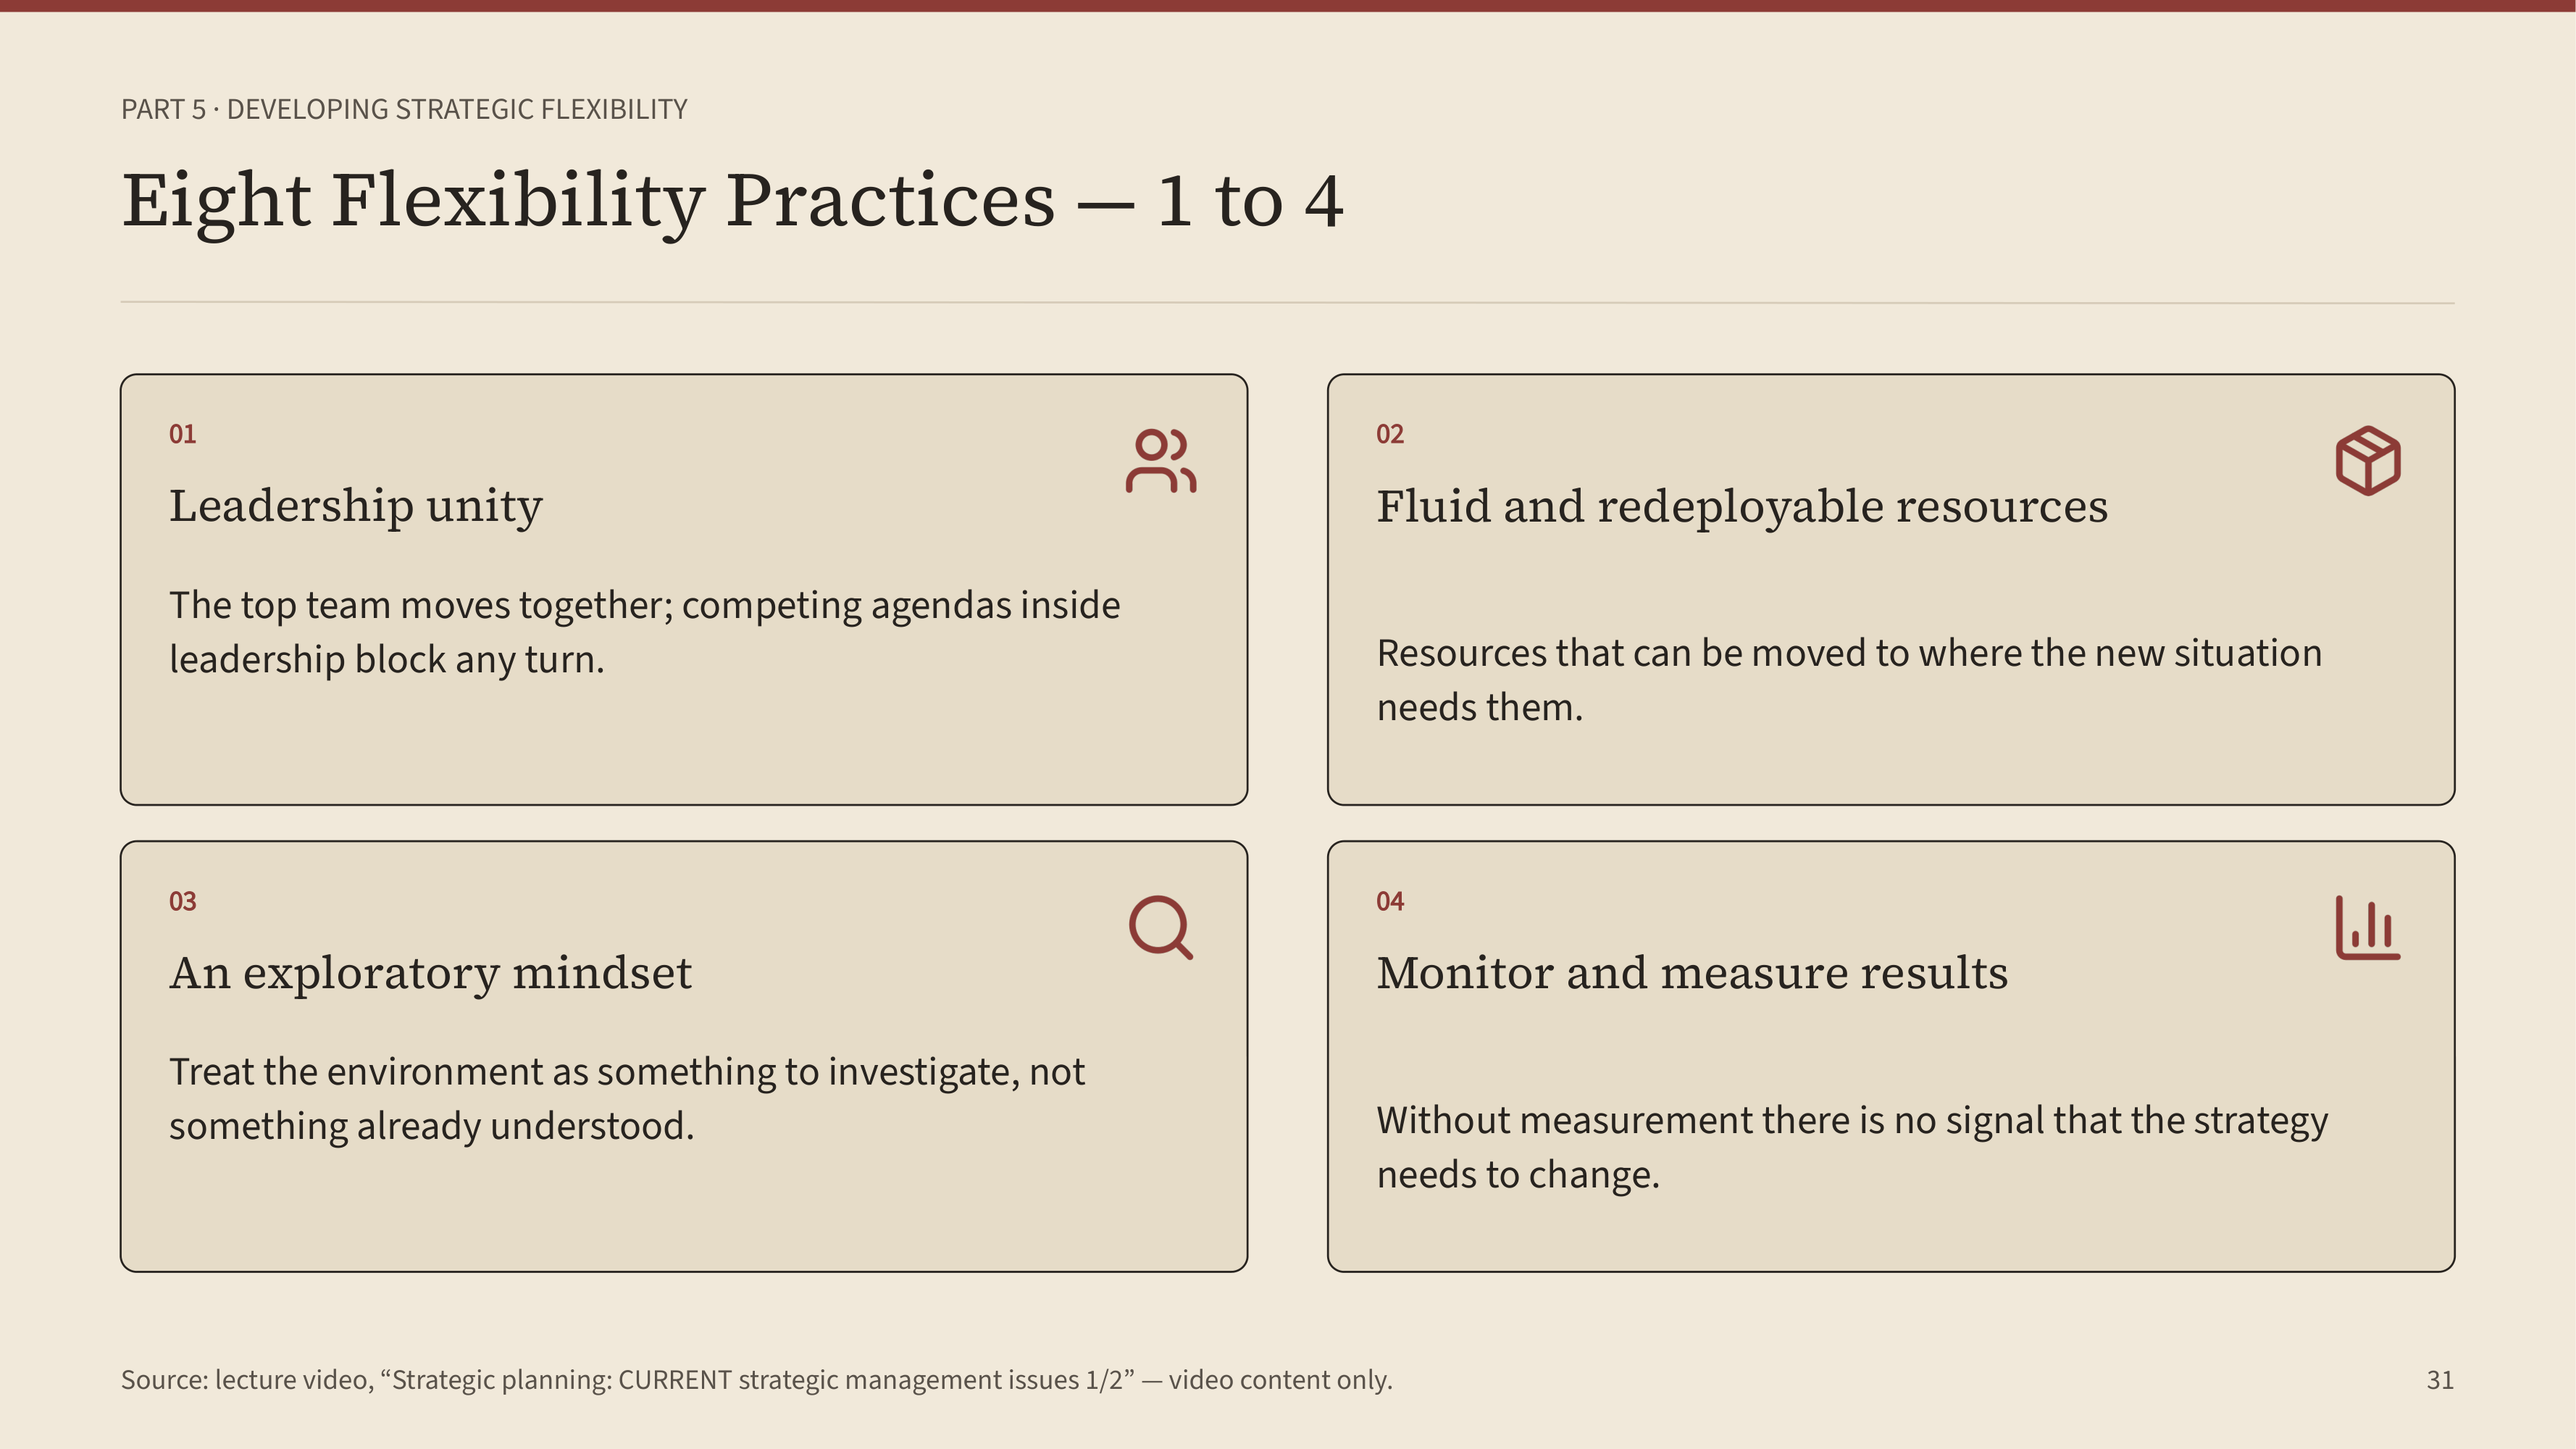 PART 5 · DEVELOPING STRATEGIC FLEXIBILITY
Eight Flexibility Practices — 1 to 4
01
Leadership unity
The top team moves together; competing agendas inside
leadership block any turn.
02
Fluid and redeployable resources
Resources that can be moved to where the new situation
needs them.
03
An exploratory mindset
Treat the environment as something to investigate, not
something already understood.
04
Monitor and measure results
Without measurement there is no signal that the strategy
needs to change.
Source: lecture video, “Strategic planning: CURRENT strategic management issues 1/2” — video content only.
31